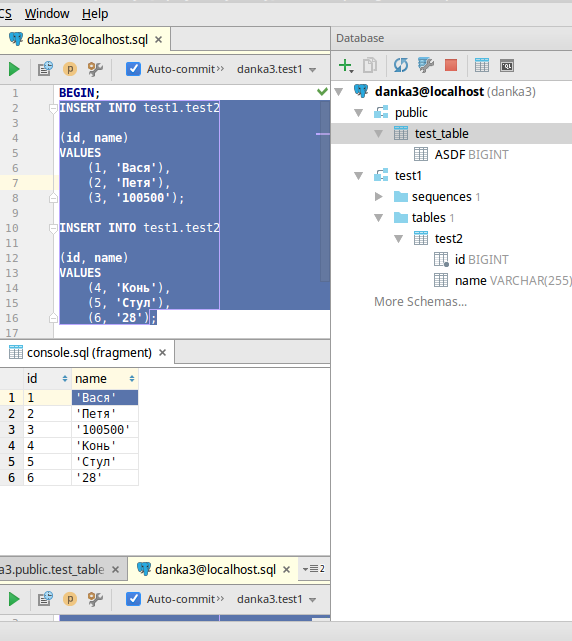 CS Window Help
danka3@localhost.sql
Auto-commit danka3.test1
1 BEGIN;
2 INSERT INTO test1.test2
3
4 (id, name)
5 VALUES
6 (1, 'Вася'),
7 (2, 'Петя'),
8 (3, '100500');
9
10 INSERT INTO test1.test2
11
12 (id, name)
13 VALUES
14 (4, 'Конь'),
15 (5, 'Стул'),
16 (6, '28');
17
console.sql (fragment)
id name
1 1 'Вася'
2 2 'Петя'
3 3 '100500'
4 4 'Конь'
5 5 'Стул'
6 6 '28'
a3.public.test_table danka3@localhost.sql 2
Auto-commit danka3.test1
Database
danka3@localhost (danka3)
public
test_table
ASDF BIGINT
test1
sequences 1
tables 1
test2
id BIGINT
name VARCHAR(255)
More Schemas...